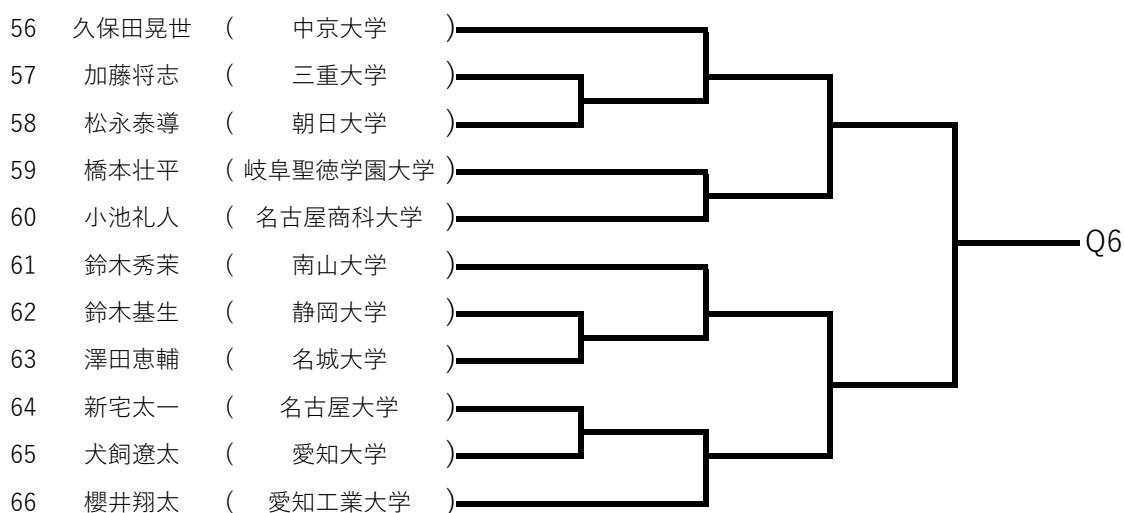 56 久保田晃世 ( 中京大学 )
57 加藤将志 ( 三重大学 )
58 松永泰導 ( 朝日大学 )
59 橋本壮平 ( 岐阜聖徳学園大学 )
60 小池礼人 ( 名古屋商科大学 )
Q6
61 鈴木秀茉 ( 南山大学 )
62 鈴木基生 ( 静岡大学 )
63 澤田恵輔 ( 名城大学 )
64 新宅太一 ( 名古屋大学 )
65 犬飼遼太 ( 愛知大学 )
66 櫻井翔太 ( 愛知工業大学 )